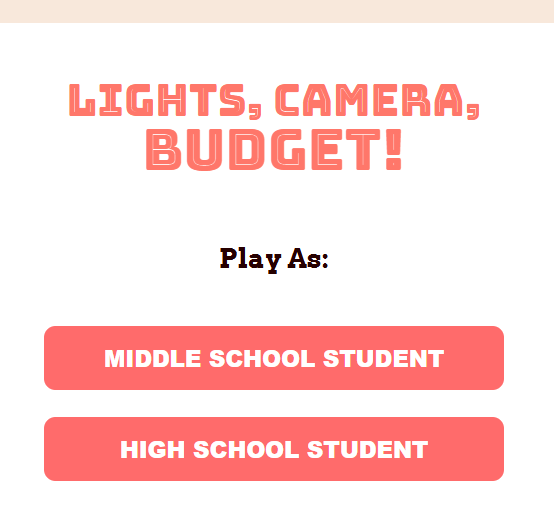 LIGHTS, CAMERA,
BUDGET!
Play As:
MIDDLE SCHOOL STUDENT
HIGH SCHOOL STUDENT